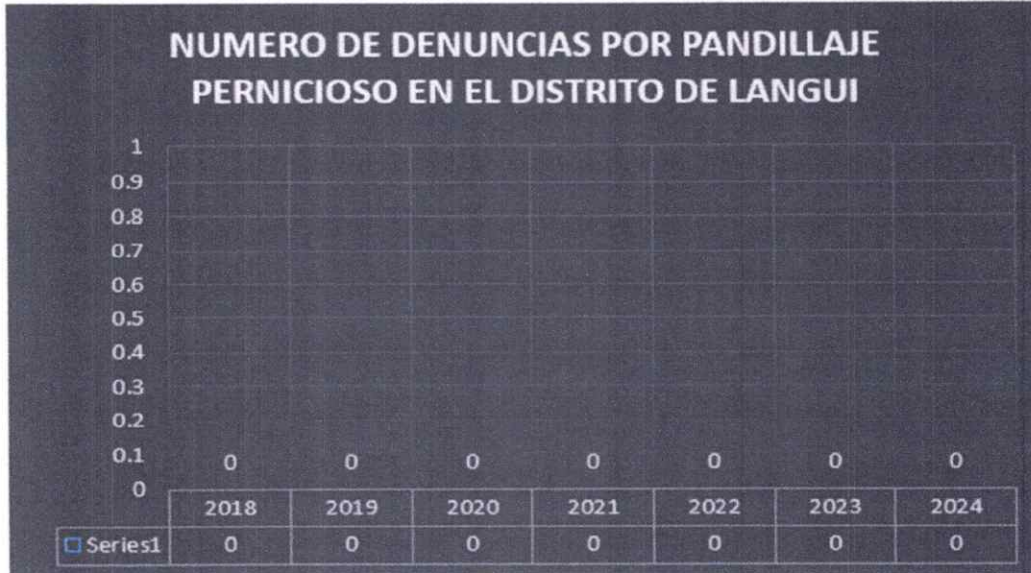 NUMERO DE DENUNCIAS POR PANDILLAJE
PERNICIOSO EN EL DISTRITO DE LANGUI
1
0.9
0.8
0.7
0.6
0.5
0.4
0.3
0.2
0.1
0
0 0 0 0 0 0 0
2018 2019 2020 2021 2022 2023 2024
Series1 0 0 0 0 0 0 0